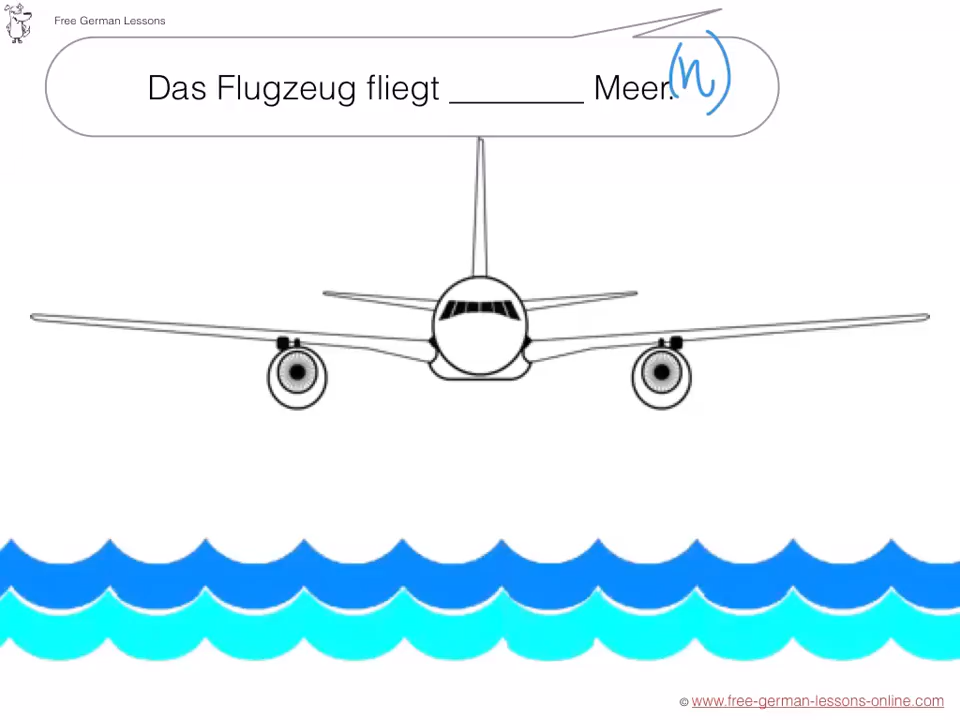 Free German Lessons
Das Flugzeug fliegt ________ Meer. (n)
© www.free-german-lessons-online.com